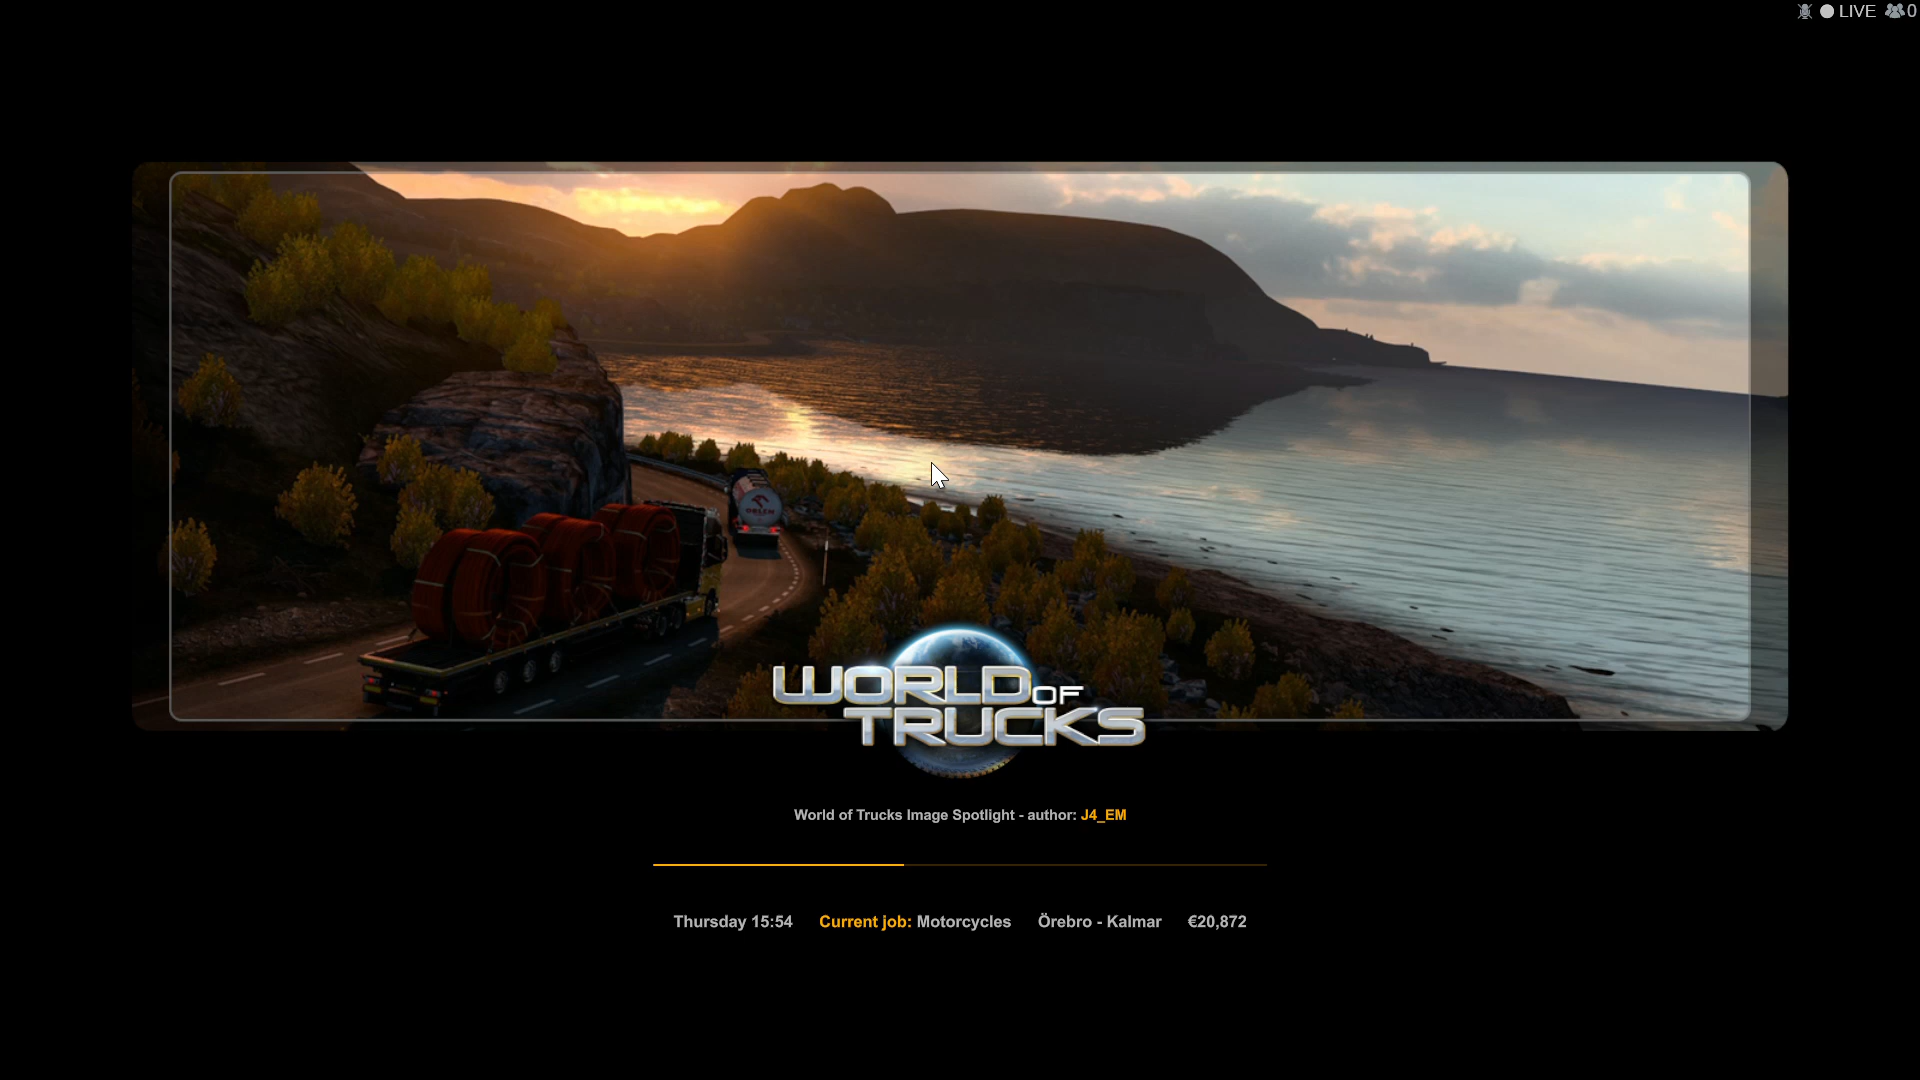 LIVE 0
ORLEN
WORLD OF
TRUCKS
World of Trucks Image Spotlight - author: J4_EM
Thursday 15:54 Current job: Motorcycles Örebro - Kalmar €20,872